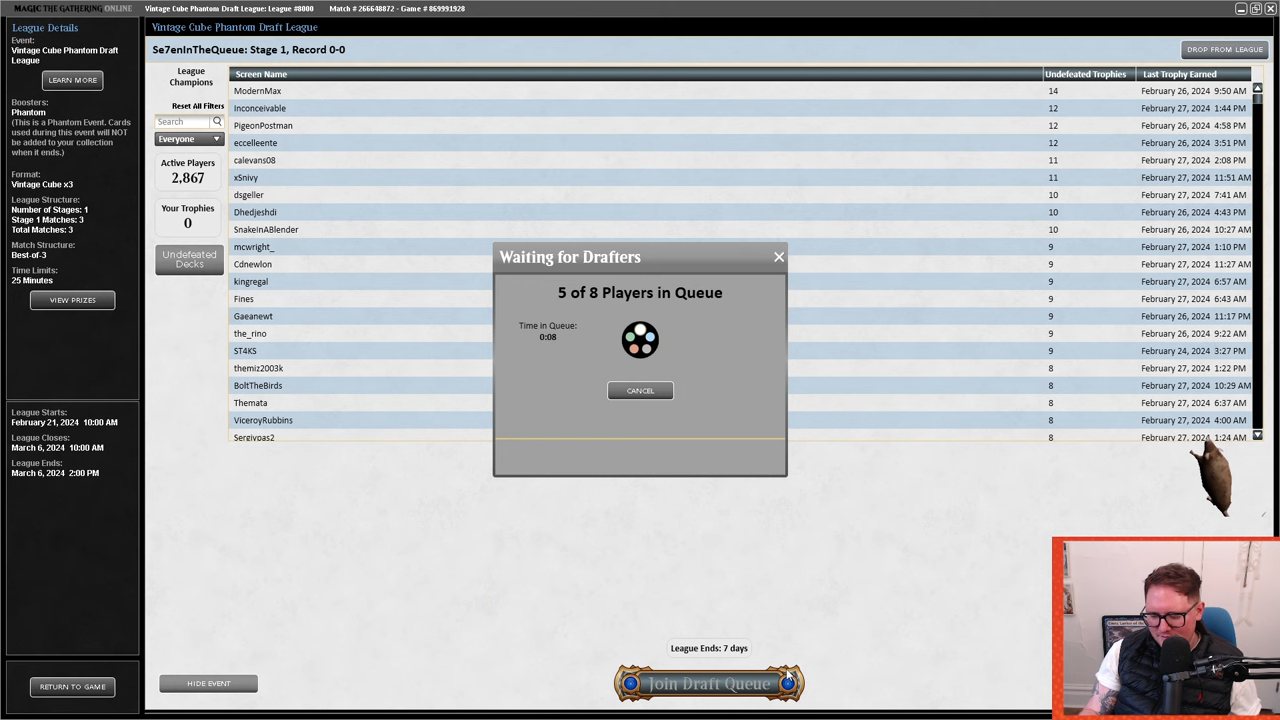 MAGIC THE GATHERING ONLINE
Vintage Cube Phantom Draft League: League #8000 Match # 266648872 - Game # 869991928
League Details
Event:
Vintage Cube Phantom Draft
League
LEARN MORE
Boosters:
Phantom
(This is a Phantom Event. Cards
used during this event will NOT
be added to your collection
when it ends.)
Format:
Vintage Cube x3
League Structure:
Number of Stages: 1
Stage 1 Matches: 3
Total Matches: 3
Match Structure:
Best-of-3
Time Limits:
25 Minutes
VIEW PRIZES
League Starts:
February 21, 2024 10:00 AM
League Closes:
March 6, 2024 10:00 AM
League Ends:
March 6, 2024 2:00 PM
RETURN TO GAME
Vintage Cube Phantom Draft League
Se7enInTheQueue: Stage 1, Record 0-0
DROP FROM LEAGUE
League
Champions
Reset All Filters
Search
Everyone
Active Players
2,867
Your Trophies
0
Undefeated
Decks
Screen Name Undefeated Trophies Last Trophy Earned
ModernMax 14 February 26, 2024 9:50 AM
Inconceivable 12 February 27, 2024 1:44 PM
PigeonPostman 12 February 26, 2024 4:58 PM
eccelleente 12 February 26, 2024 3:51 PM
calevans08 11 February 27, 2024 2:08 PM
xSnivy 11 February 27, 2024 11:51 AM
dsgeller 10 February 27, 2024 7:41 AM
Dhedjeshdi 10 February 26, 2024 4:43 PM
SnakeInABlender 10 February 26, 2024 10:27 AM
mcwright_ 9 February 27, 2024 1:10 PM
Cdnewlon 9 February 27, 2024 11:27 AM
kingregal 9 February 27, 2024 6:57 AM
Fines 9 February 27, 2024 6:43 AM
Gaeanewt 9 February 26, 2024 11:17 PM
the_rino 9 February 26, 2024 9:22 AM
ST4KS 9 February 24, 2024 3:27 PM
themiz2003k 8 February 27, 2024 1:22 PM
BoltTheBirds 8 February 27, 2024 10:29 AM
Themata 8 February 27, 2024 6:37 AM
ViceroyRubbins 8 February 27, 2024 4:00 AM
Sergiypas2 8 February 27, 2024 1:24 AM
Waiting for Drafters
5 of 8 Players in Queue
Time in Queue:
0:08
CANCEL
League Ends: 7 days
HIDE EVENT
Join Draft Queue